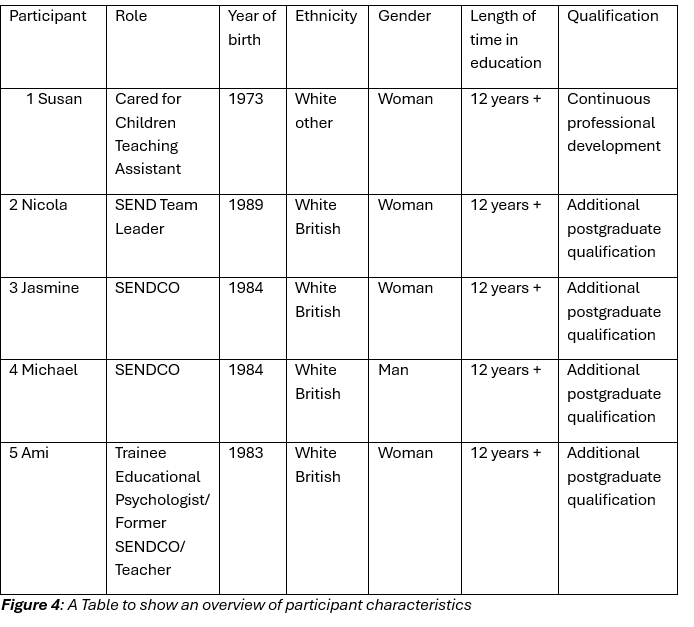 Participant Role Year of birth Ethnicity Gender Length of time in education Qualification
1 Susan Cared for Children Teaching Assistant 1973 White other Woman 12 years + Continuous professional development
2 Nicola SEND Team Leader 1989 White British Woman 12 years + Additional postgraduate qualification
3 Jasmine SENDCO 1984 White British Woman 12 years + Additional postgraduate qualification
4 Michael SENDCO 1984 White British Man 12 years + Additional postgraduate qualification
5 Ami Trainee Educational Psychologist/ Former SENDCO/ Teacher 1983 White British Woman 12 years + Additional postgraduate qualification
Figure 4: A Table to show an overview of participant characteristics